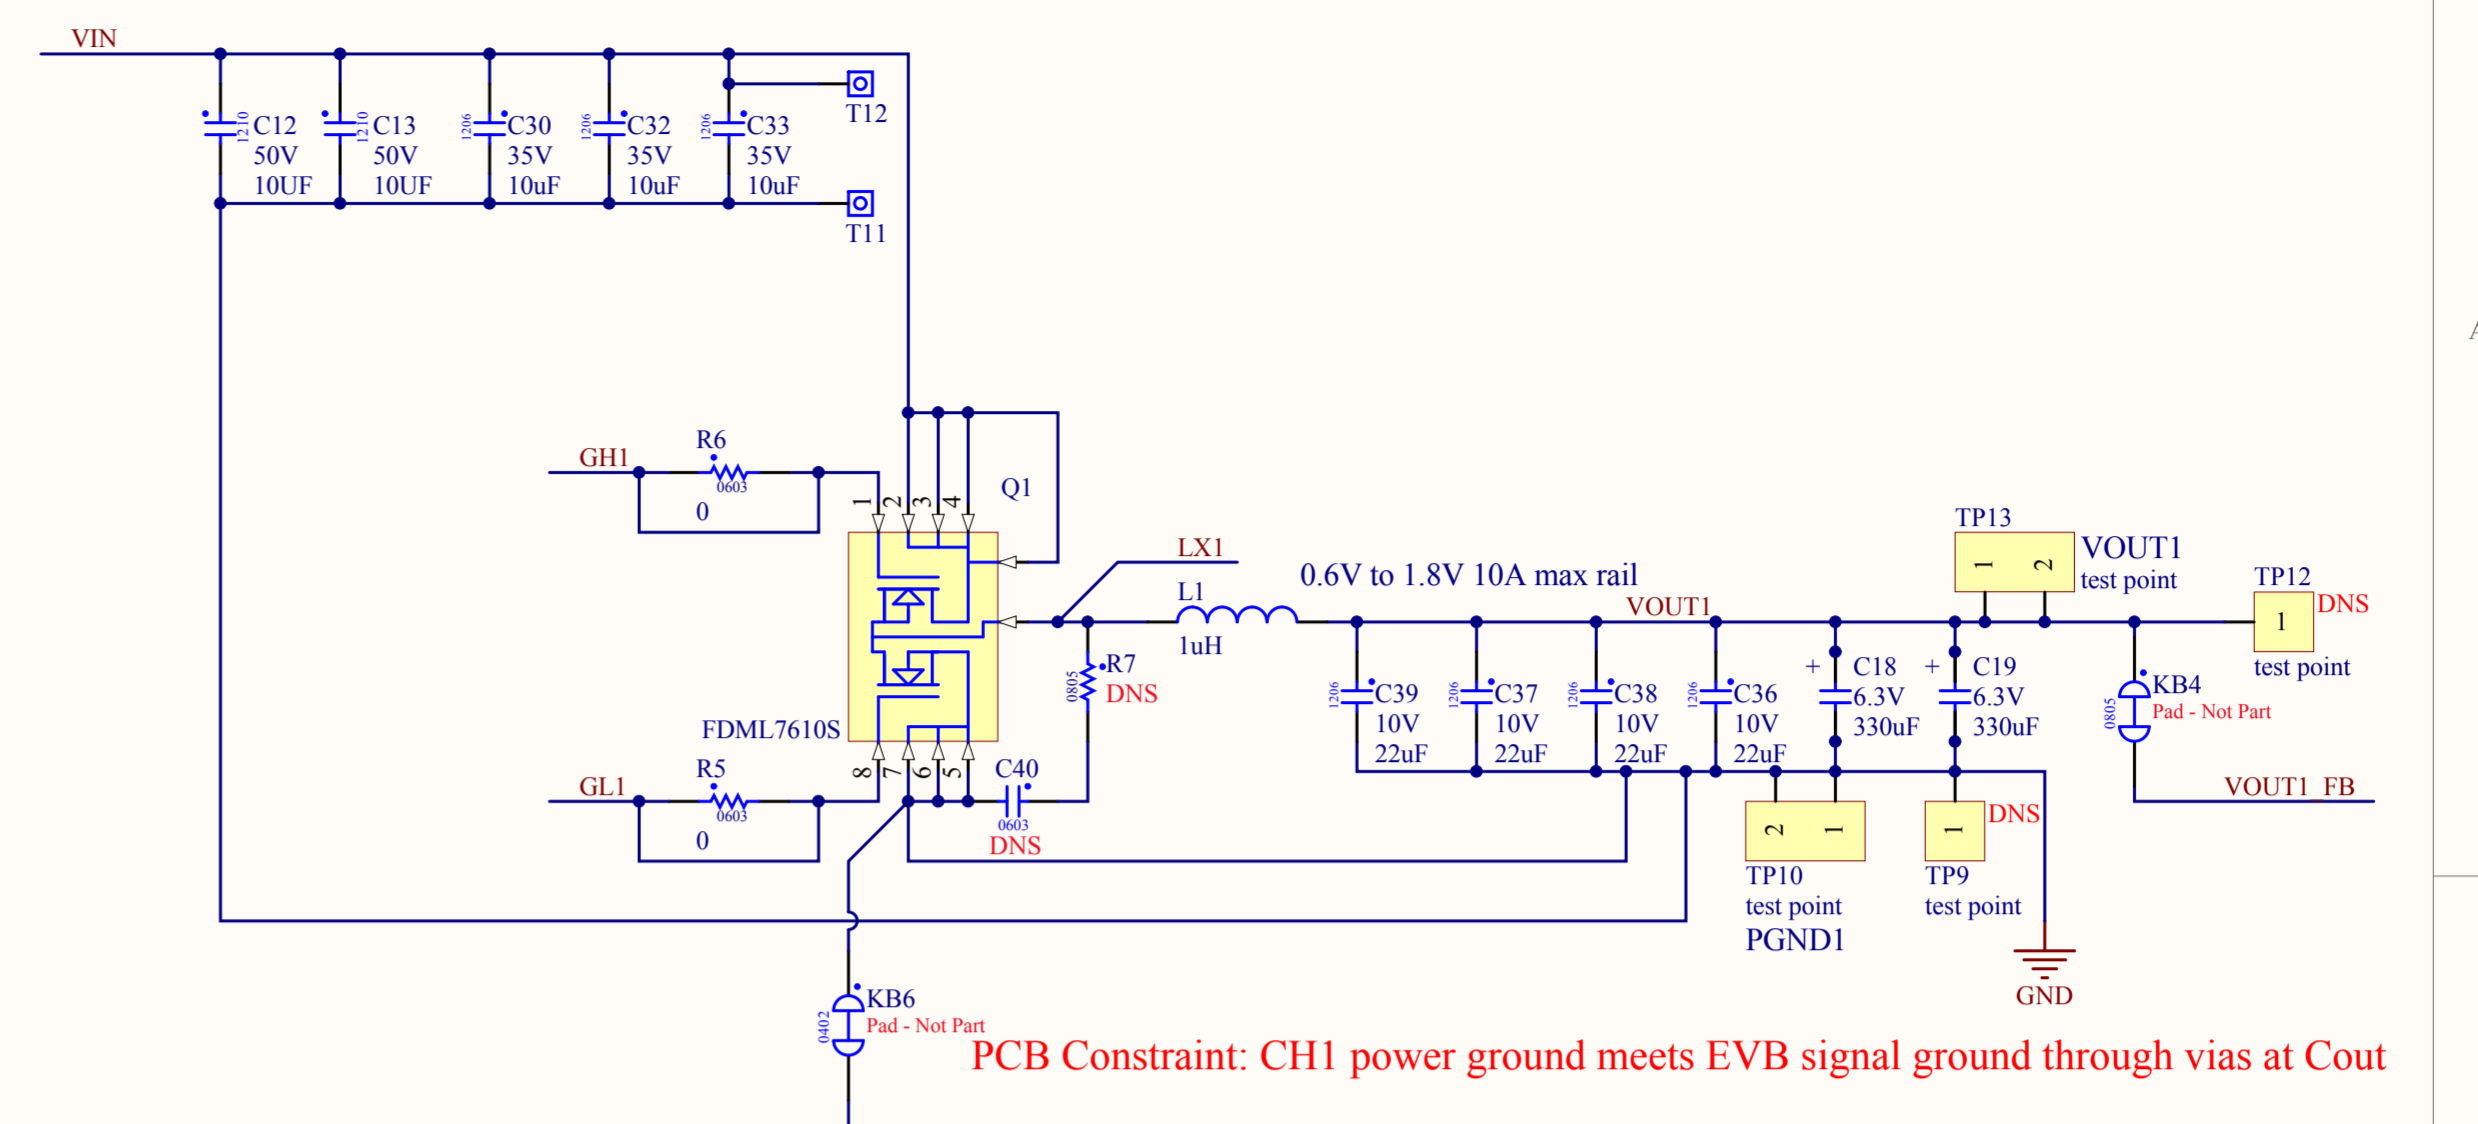 VIN
1210
C12
50V
10UF
1210
C13
50V
10UF
1206
C30
35V
10uF
1206
C32
35V
10uF
1206
C33
35V
10uF
T12
T11
R6
GH1
0603
0
1
2
3
4
Q1
LX1
0.6V to 1.8V 10A max rail
L1
1uH
VOUT1
0805
R7
DNS
FDML7610S
8
7
6
5
C40
0603
DNS
R5
GL1
0603
0
1206
C39
10V
22uF
1206
C37
10V
22uF
1206
C38
10V
22uF
1206
C36
10V
22uF
+
C18
6.3V
330uF
+
C19
6.3V
330uF
TP13
1
2
VOUT1
test point
TP12
1
DNS
test point
0805
KB4
Pad - Not Part
VOUT1_FB
2
1
TP10
test point
PGND1
1
DNS
TP9
test point
GND
0402
KB6
Pad - Not Part
PCB Constraint: CH1 power ground meets EVB signal ground through vias at Cout